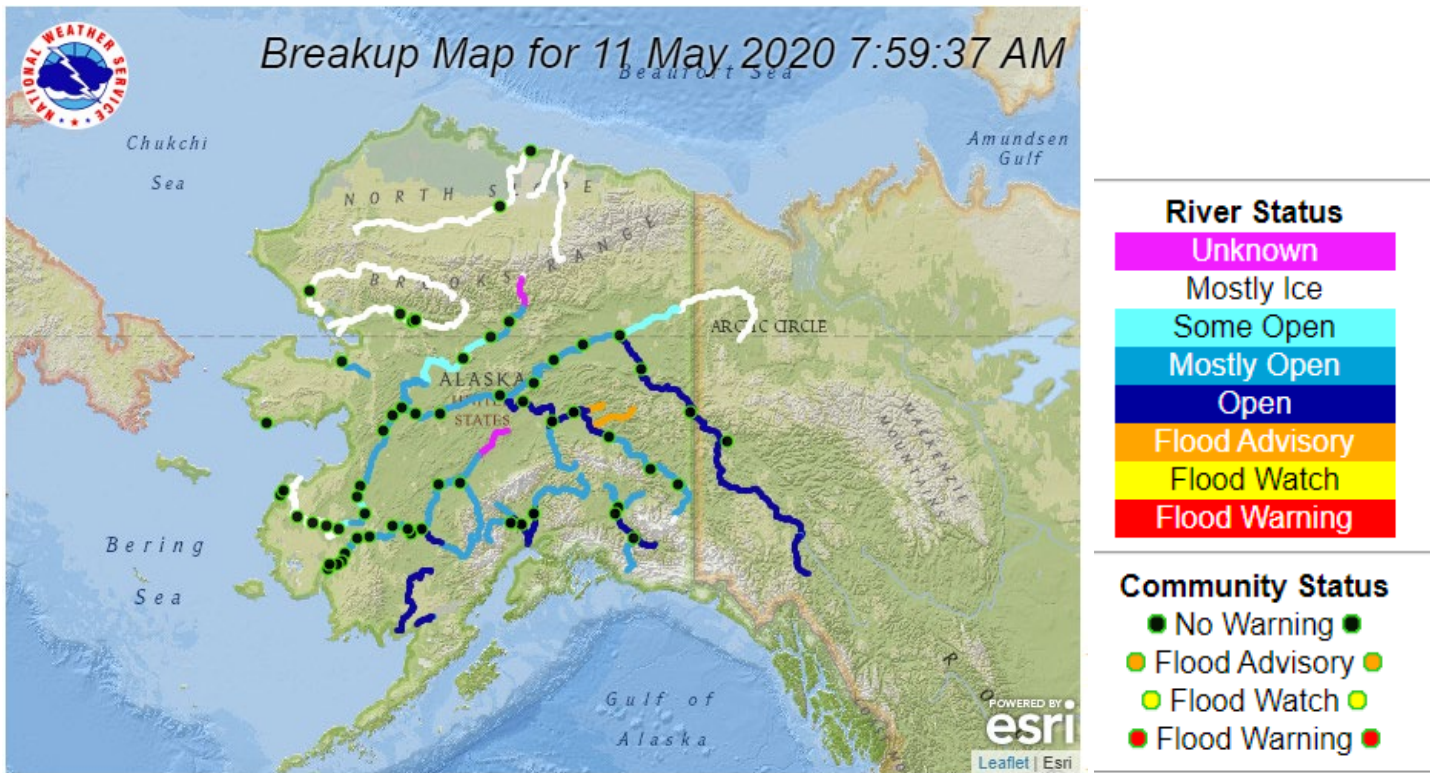 NATIONAL WEATHER SERVICE
Breakup Map for 11 May 2020 7:59:37 AM
Beaufort Sea
Chukchi
Sea
Amundsen
Gulf
NORTH SLOPE
BROOKS RANGE
ARCTIC CIRCLE
ALASKA
UNITED
STATES
MACKENZIE
MOUNTAINS
Bering
Sea
Gulf of
Alaska
POWERED BY
esri
Leaflet | Esri
River Status
Unknown
Mostly Ice
Some Open
Mostly Open
Open
Flood Advisory
Flood Watch
Flood Warning
Community Status
No Warning
Flood Advisory
Flood Watch
Flood Warning